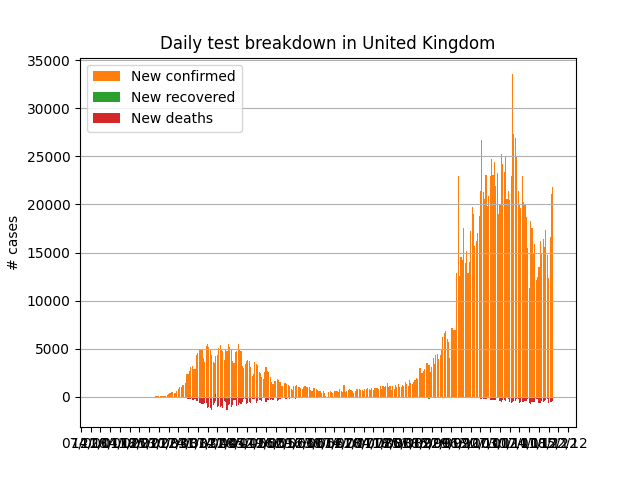 Daily test breakdown in United Kingdom
New confirmed
New recovered
New deaths
35000
30000
25000
20000
15000
10000
5000
0
# cases